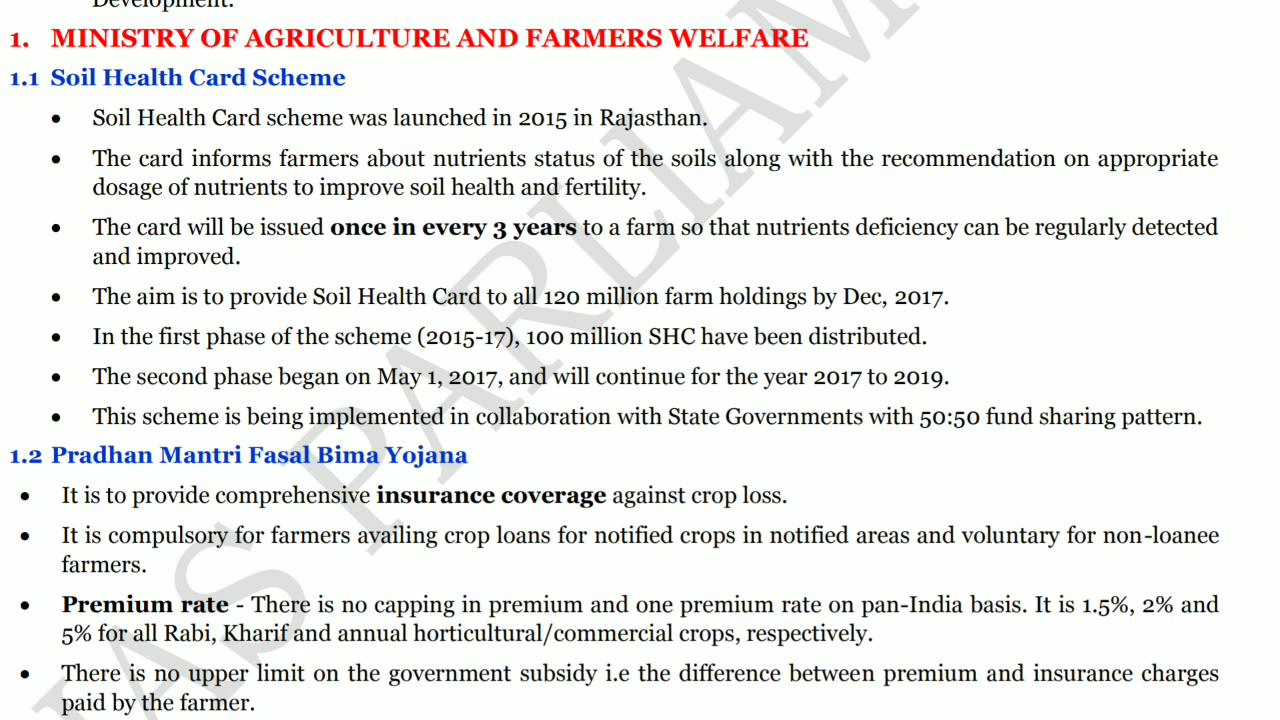 Development.
1. MINISTRY OF AGRICULTURE AND FARMERS WELFARE
1.1 Soil Health Card Scheme
• Soil Health Card scheme was launched in 2015 in Rajasthan.
• The card informs farmers about nutrients status of the soils along with the recommendation on appropriate
dosage of nutrients to improve soil health and fertility.
• The card will be issued once in every 3 years to a farm so that nutrients deficiency can be regularly detected
and improved.
• The aim is to provide Soil Health Card to all 120 million farm holdings by Dec, 2017.
• In the first phase of the scheme (2015-17), 100 million SHC have been distributed.
• The second phase began on May 1, 2017, and will continue for the year 2017 to 2019.
• This scheme is being implemented in collaboration with State Governments with 50:50 fund sharing pattern.
1.2 Pradhan Mantri Fasal Bima Yojana
• It is to provide comprehensive insurance coverage against crop loss.
• It is compulsory for farmers availing crop loans for notified crops in notified areas and voluntary for non-loanee
farmers.
• Premium rate - There is no capping in premium and one premium rate on pan-India basis. It is 1.5%, 2% and
5% for all Rabi, Kharif and annual horticultural/commercial crops, respectively.
• There is no upper limit on the government subsidy i.e the difference between premium and insurance charges
paid by the farmer.
IAS PARLIAM